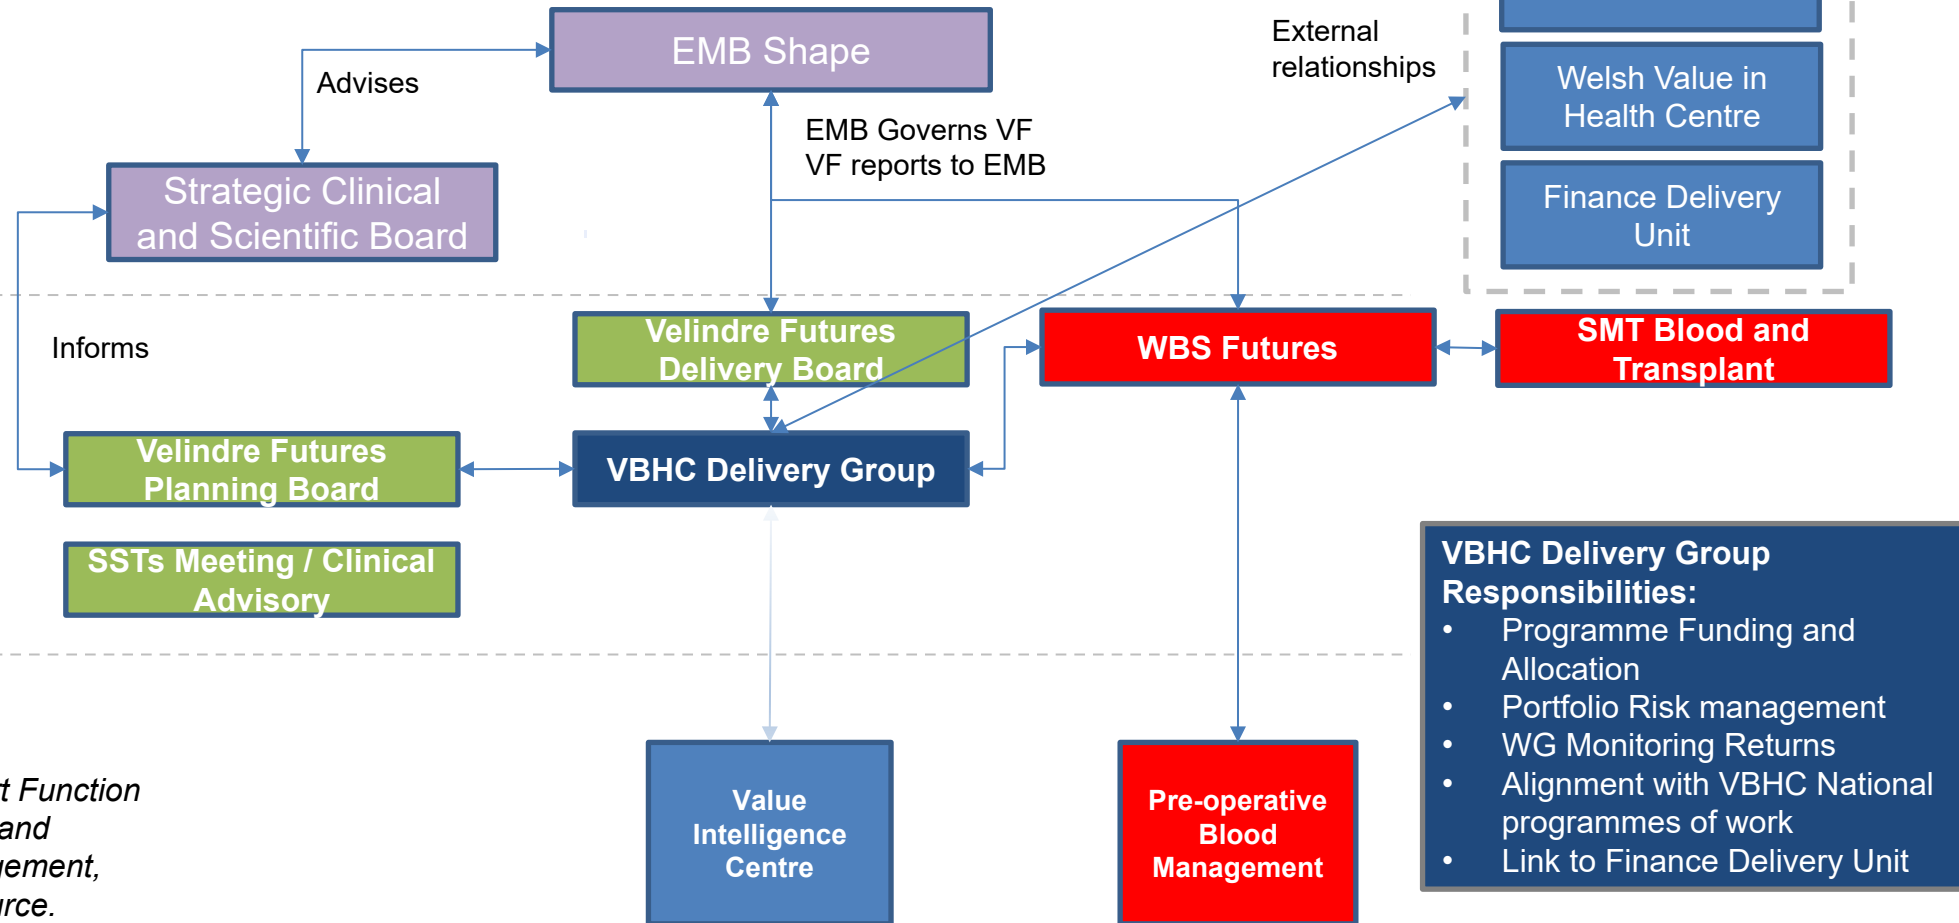 EMB Shape
External
relationships
Advises
Welsh Value in
Health Centre
EMB Governs VF
VF reports to EMB
Strategic Clinical
and Scientific Board
Finance Delivery
Unit
Informs
Velindre Futures
Delivery Board
WBS Futures
SMT Blood and
Transplant
Velindre Futures
Planning Board
VBHC Delivery Group
SSTs Meeting / Clinical
Advisory
VBHC Delivery Group
Responsibilities:
• Programme Funding and
Allocation
• Portfolio Risk management
• WG Monitoring Returns
• Alignment with VBHC National
programmes of work
• Link to Finance Delivery Unit
Function
and
Value
Intelligence
Centre
Pre-operative
Blood
Management